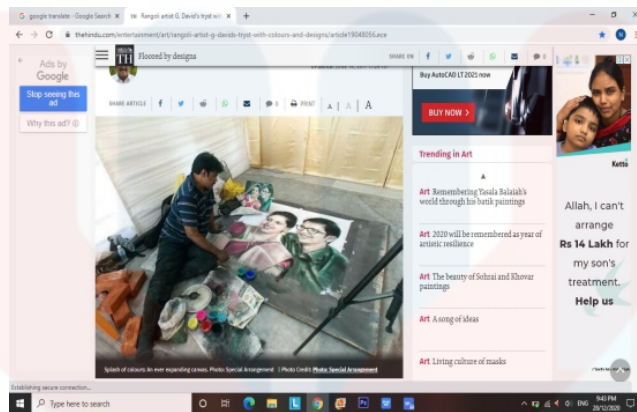 google translate - Google Search
Rangoli artist G. David's tryst wit
thehindu.com/entertainment/art/rangoli-artist-g-davids-tryst-with-colours-and-designs/article19048056.ece
Ads by
Google
Stop seeing this
ad
Why this ad?
TH
Floored by designs
SHARE ON
0
SHARE ARTICLE
0
PRINT
A | A | A
Splash of colours: An ever expanding canvas. Photo: Special Arrangement | Photo Credit: Photo: Special Arrangement
Buy AutoCAD LT 2021 now
BUY NOW >
Trending in Art
Art Remembering Yasala Balaiah's
world through his batik paintings
Art 2020 will be remembered as year of
artistic resilience
Art The beauty of Sohrai and Khovar
paintings
Art A song of ideas
Art Living culture of masks
Ketto
Allah, I can't
arrange
Rs 14 Lakh for
my son's
treatment.
Help us
Establishing secure connection...
Type here to search
ENG
9:43 PM
28/12/2020